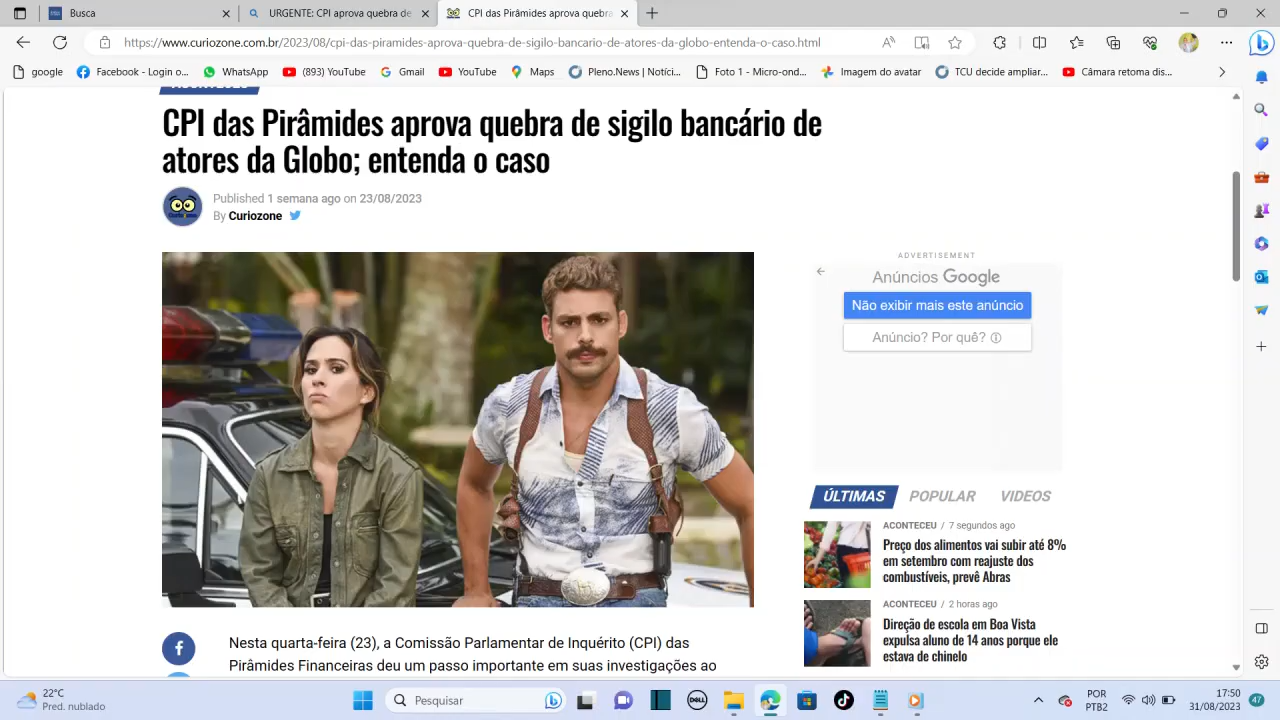 Busca
URGENTE: QUEBRA de
CPI das Pirâmides aprova quebra
https://www.curiozone.com.br/2023/08/cpi-das-piramides-aprova-quebra-de-sigilo-bancario-de-atores-da-globo-entenda-o-caso.html
google
Facebook - Login o...
WhatsApp
(893) YouTube
Gmail
YouTube
Maps
Pleno.News | Notíci...
Foto 1 - Micro-ond...
Imagem do avatar
TCU decide ampliar...
Câmara retoma dis...
CPI das Pirâmides aprova quebra de sigilo bancário de
atores da Globo; entenda o caso
Published 1 semana ago on 23/08/2023
By Curiozone
ADVERTISEMENT
Anúncios Google
Não exibir mais este anúncio
Anúncio? Por quê?
ÚLTIMAS POPULAR VIDEOS
ACONTECEU / 7 segundos ago
Preço dos alimentos vai subir até 8%
em setembro com reajuste dos
combustíveis, prevê Abras
ACONTECEU / 2 horas ago
Direção de escola em Boa Vista
expulsa aluno de 14 anos porque ele
estava de chinelo
Nesta quarta-feira (23), a Comissão Parlamentar de Inquérito (CPI) das
Pirâmides Financeiras deu um passo importante em suas investigações ao
22°C
Pred. nublado
Pesquisar
DELL
POR
PTB2
17:50
31/08/2023
47